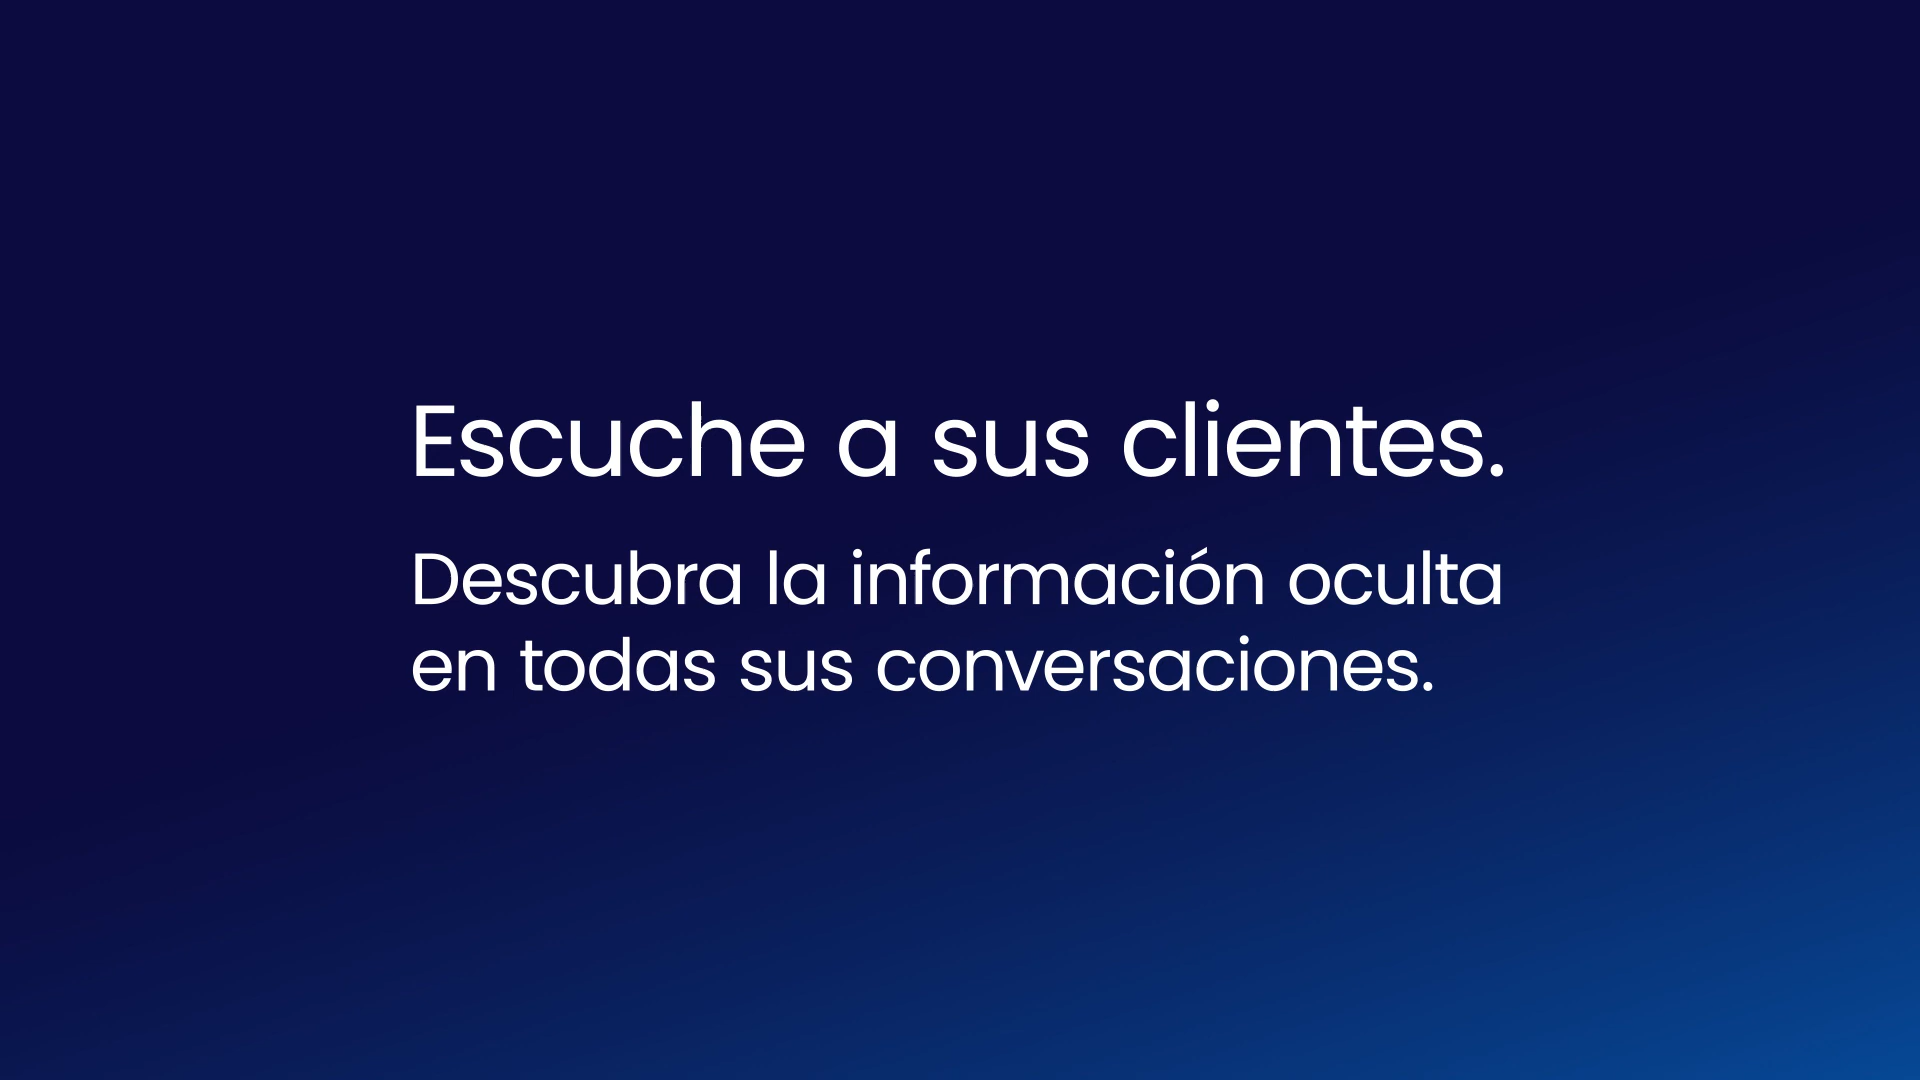 Escuche a sus clientes.
Descubra la información oculta
en todas sus conversaciones.